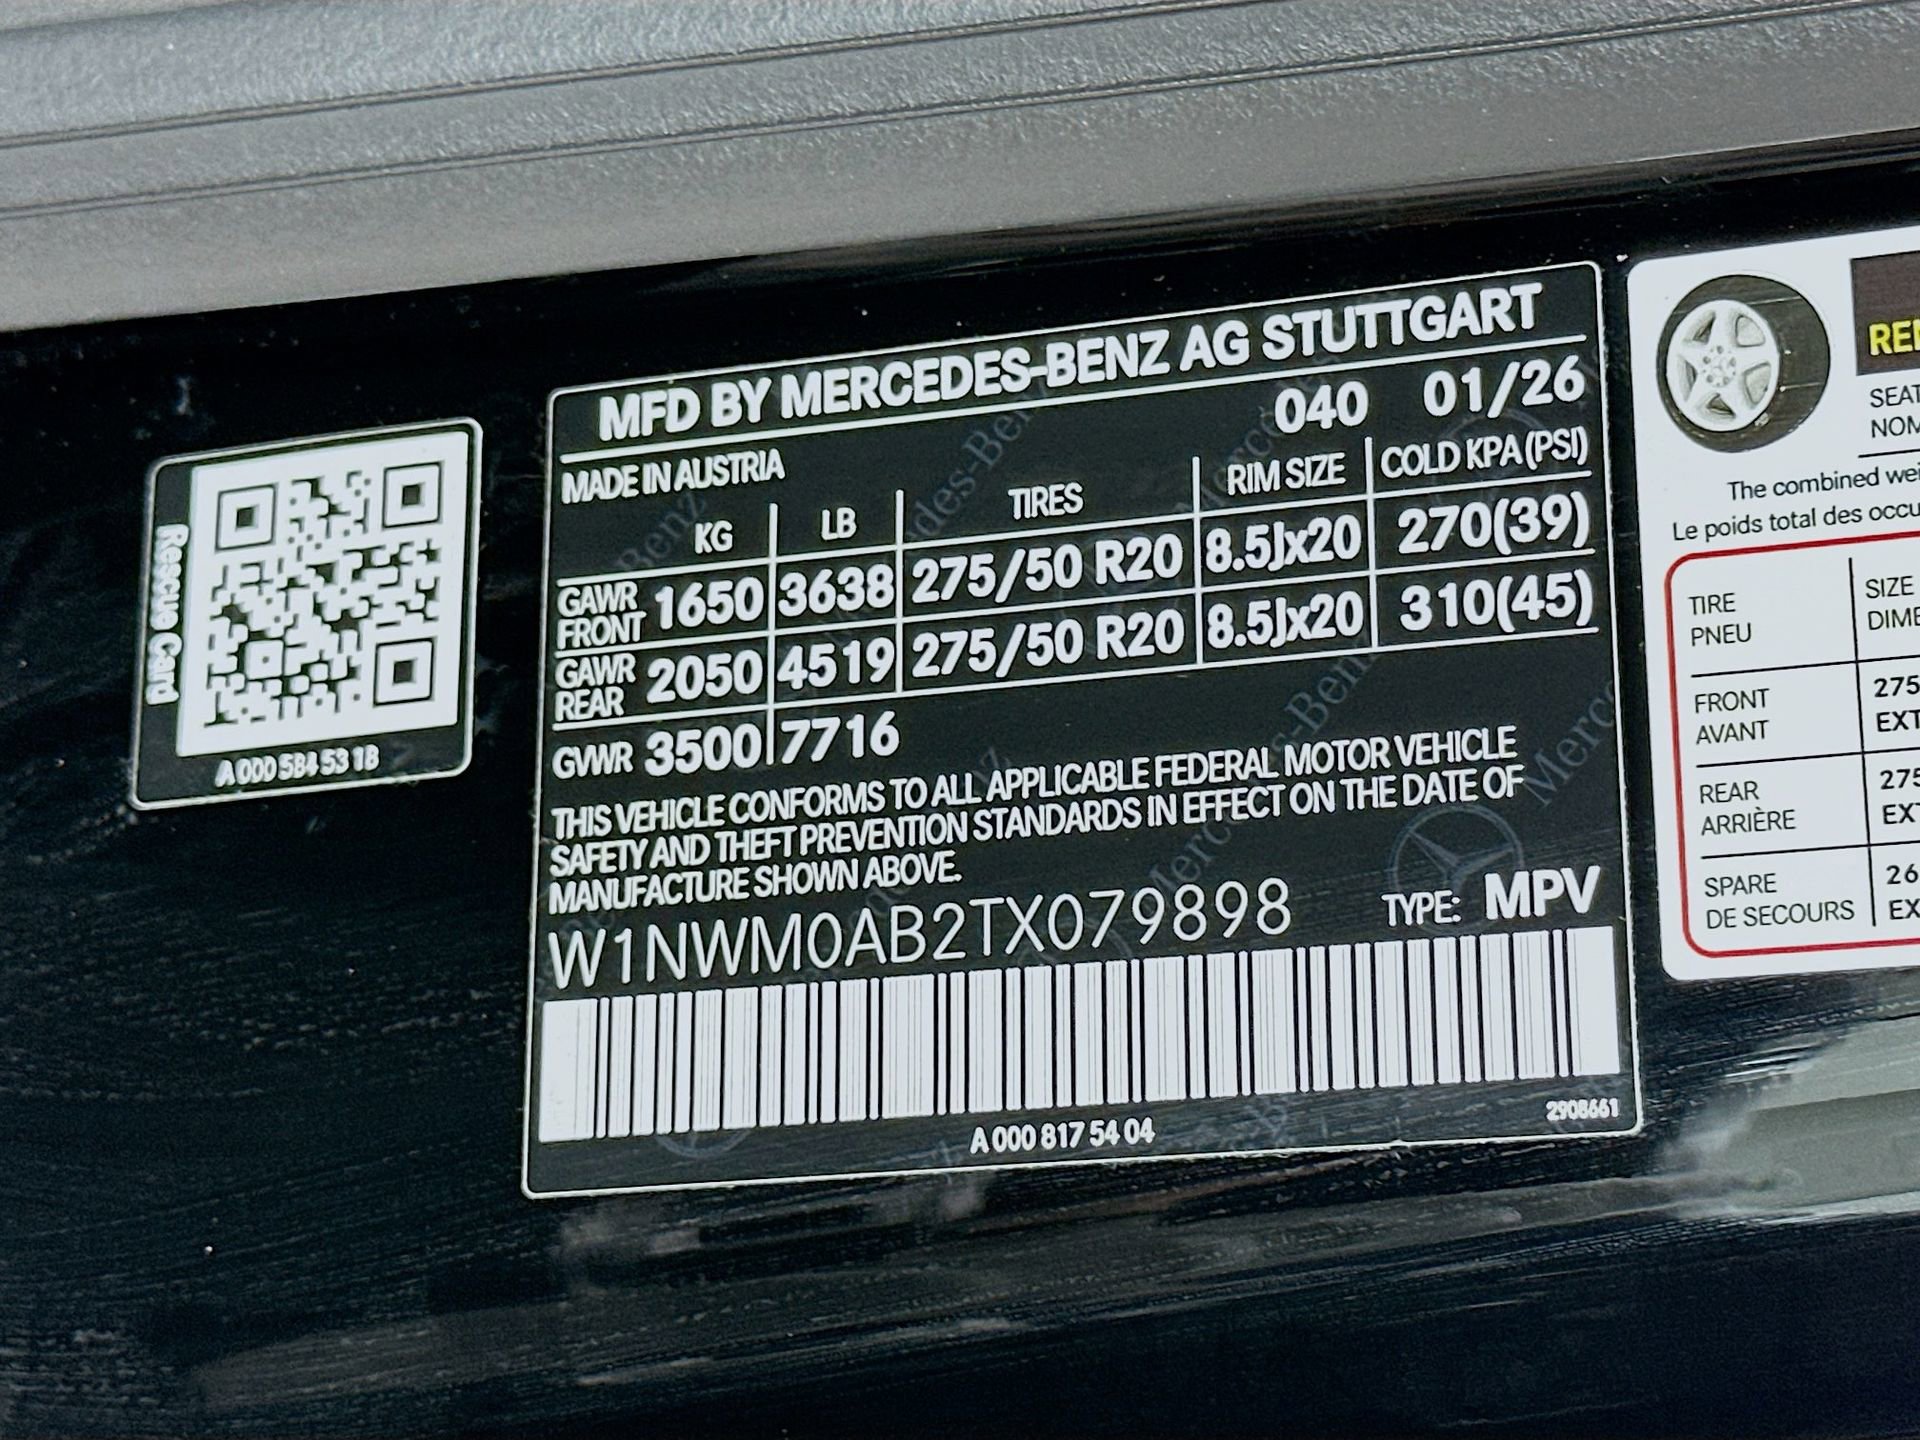 MFD BY MERCEDES-BENZ AG STUTTGART
040 01/26
MADE IN AUSTRIA
KG LB TIRES RIM SIZE COLD KPA (PSI)
GAWR FRONT 1650 3638 275/50 R20 8.5Jx20 270(39)
GAWR REAR 2050 4519 275/50 R20 8.5Jx20 310(45)
GVWR 3500 7716
THIS VEHICLE CONFORMS TO ALL APPLICABLE FEDERAL MOTOR VEHICLE
SAFETY AND THEFT PREVENTION STANDARDS IN EFFECT ON THE DATE OF
MANUFACTURE SHOWN ABOVE.
W1NWM0AB2TX079898 TYPE: MPV
A 000 817 54 04
2908661
Rescue Card
A 000 584 53 18
The combined
Le poids total des
TIRE SIZE
PNEU
FRONT
AVANT
REAR
ARRIÈRE
SPARE
DE SECOURS